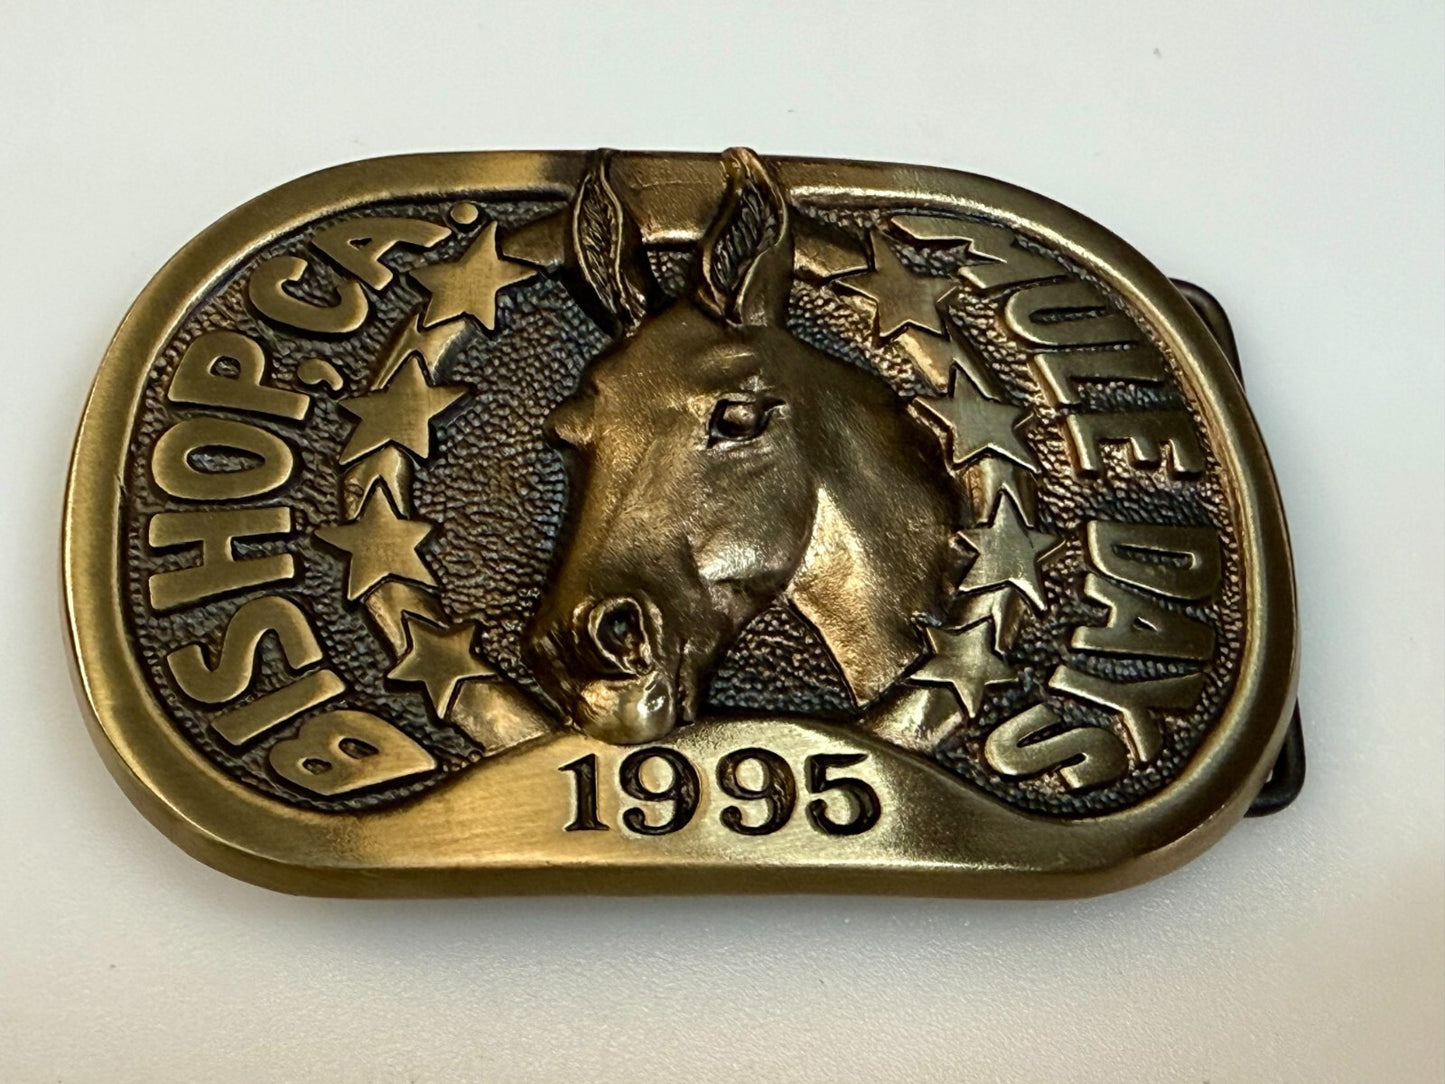 BISHOP, CA.
MULE DAYS
1995